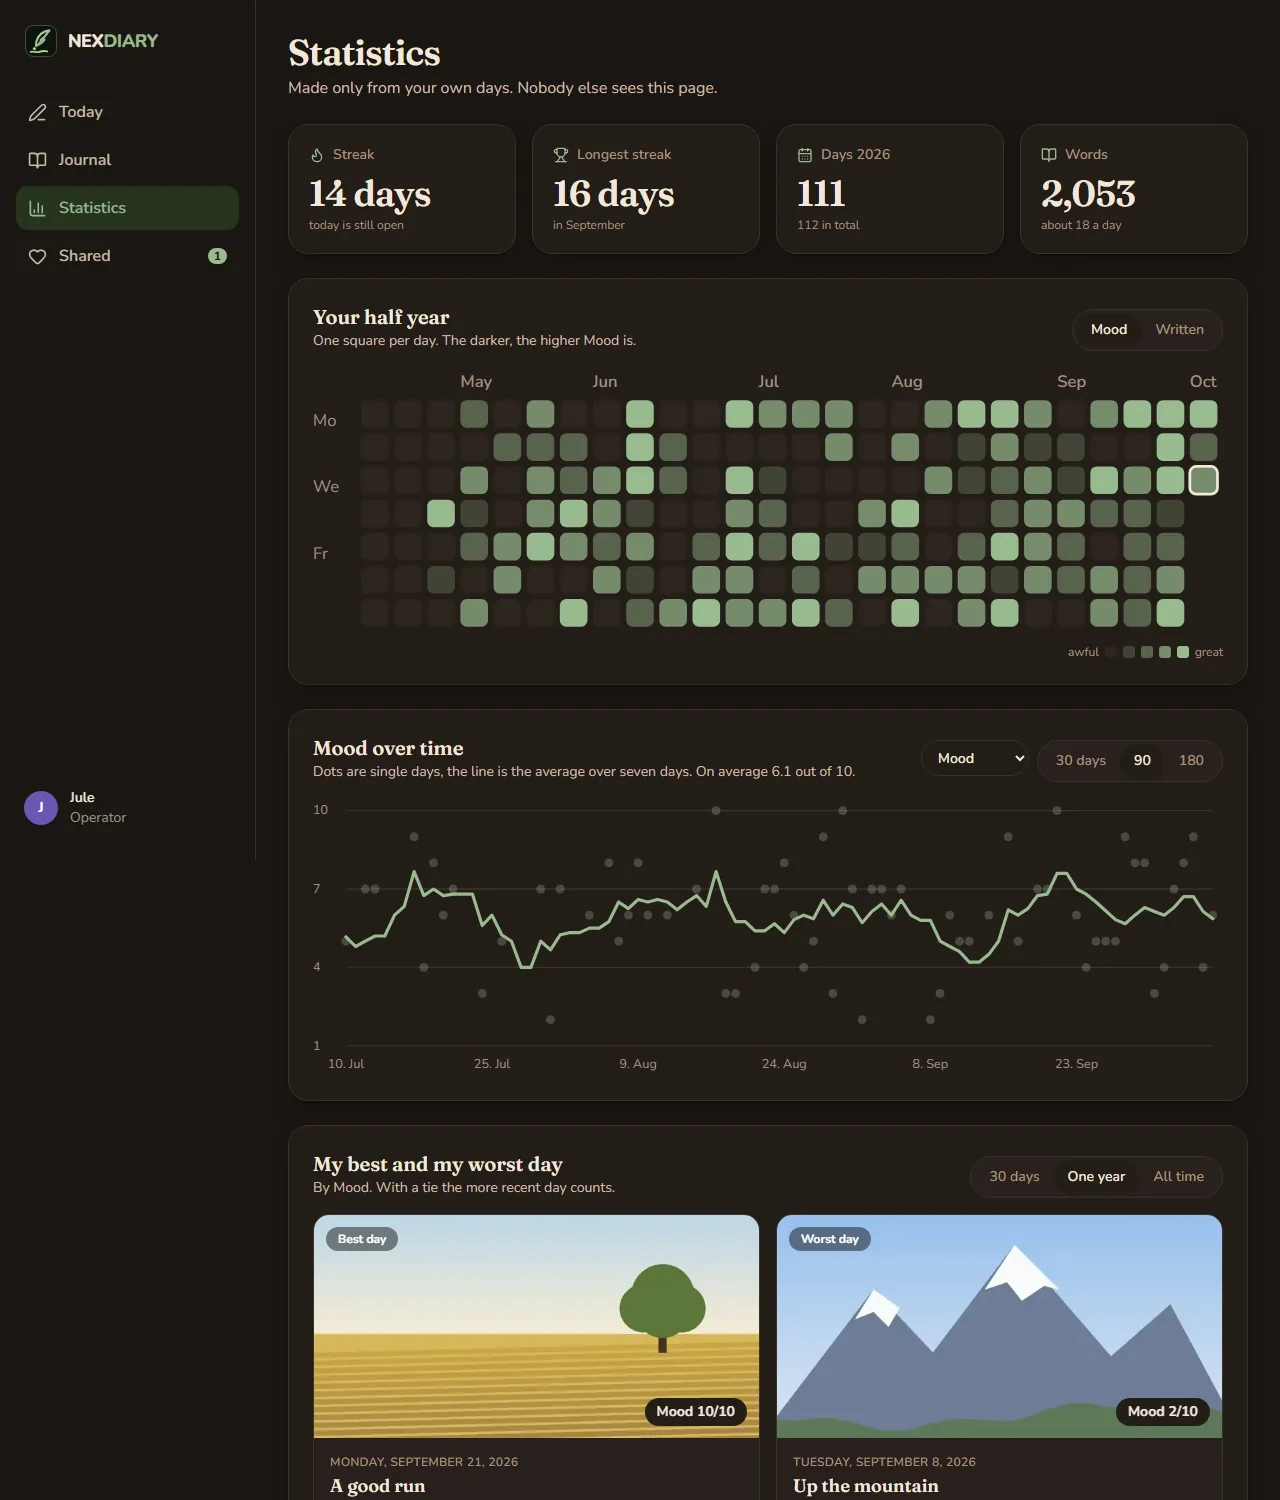 NEXDIARY
Today
Journal
Statistics
Shared 1
J
Jule
Operator
Statistics
Made only from your own days. Nobody else sees this page.
Streak
14 days
today is still open
Longest streak
16 days
in September
Days 2026
111
112 in total
Words
2,053
about 18 a day
Your half year
One square per day. The darker, the higher Mood is.
Mood Written
May Jun Jul Aug Sep Oct
Mo
We
Fr
awful great
Mood over time
Dots are single days, the line is the average over seven days. On average 6.1 out of 10.
Mood
30 days 90 180
10
7
4
1
10. Jul 25. Jul 9. Aug 24. Aug 8. Sep 23. Sep
My best and my worst day
By Mood. With a tie the more recent day counts.
30 days One year All time
Best day
Mood 10/10
MONDAY, SEPTEMBER 21, 2026
A good run
Worst day
Mood 2/10
TUESDAY, SEPTEMBER 8, 2026
Up the mountain